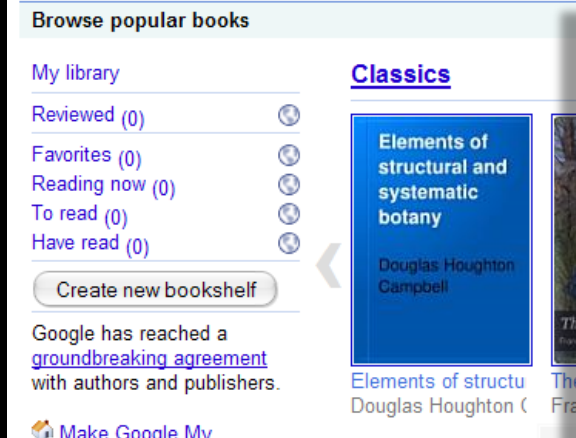 Browse popular books
My library
Reviewed (0)
Favorites (0)
Reading now (0)
To read (0)
Have read (0)
Create new bookshelf
Google has reached a
groundbreaking agreement
with authors and publishers.
Make Google My
Classics
Elements of
structural and
systematic
botany
Douglas Houghton
Campbell
Elements of structu
Douglas Houghton